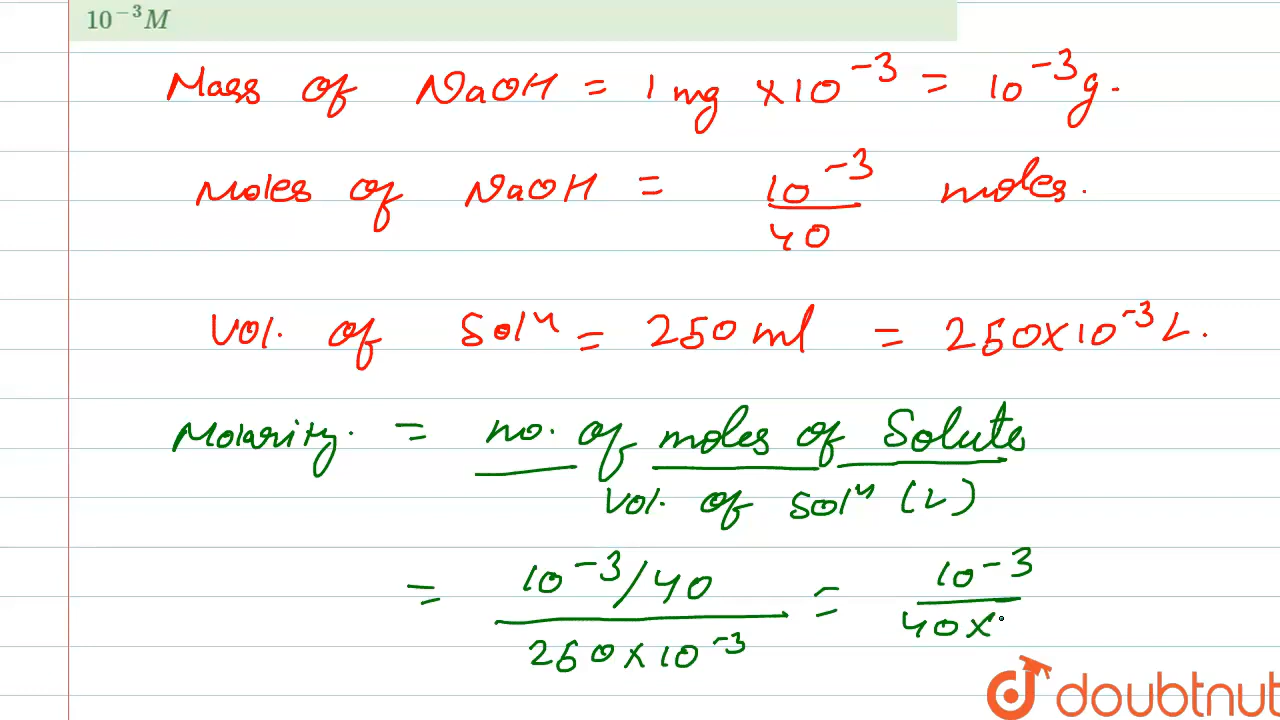 10⁻³M
Mass of NaOH = 1 mg × 10⁻³ = 10⁻³ g.
Moles of NaOH = 10⁻³/40 moles.
Vol. of Solⁿ = 250 ml = 250×10⁻³ L.
Molarity. = no. of moles of Solute
Vol. of solⁿ (L)
= 10⁻³/40 / 250×10⁻³ = 10⁻³ / 40×
doubtnut